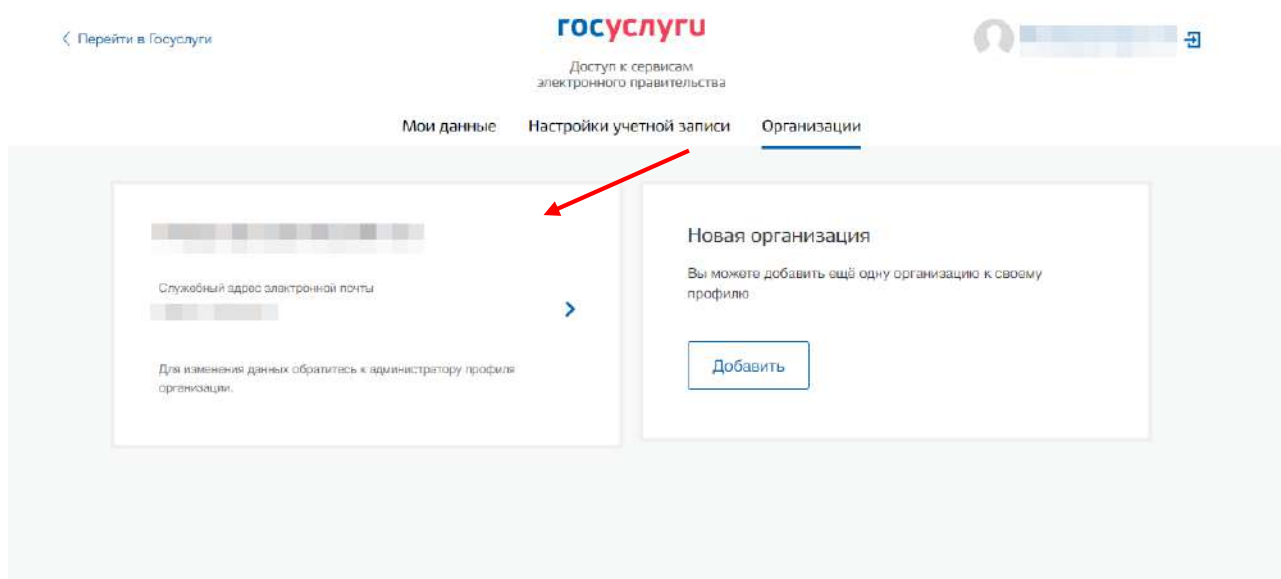 Перейти в Госуслуги
госуслуги
Доступ к сервисам
электронного правительства
Мои данные Настройки учетной записи Организации
Служебный адрес электронной почты
Для изменения данных обратитесь к администратору профиля
организации.
Новая организация
Вы можете добавить ещё одну организацию к своему
профилю
Добавить